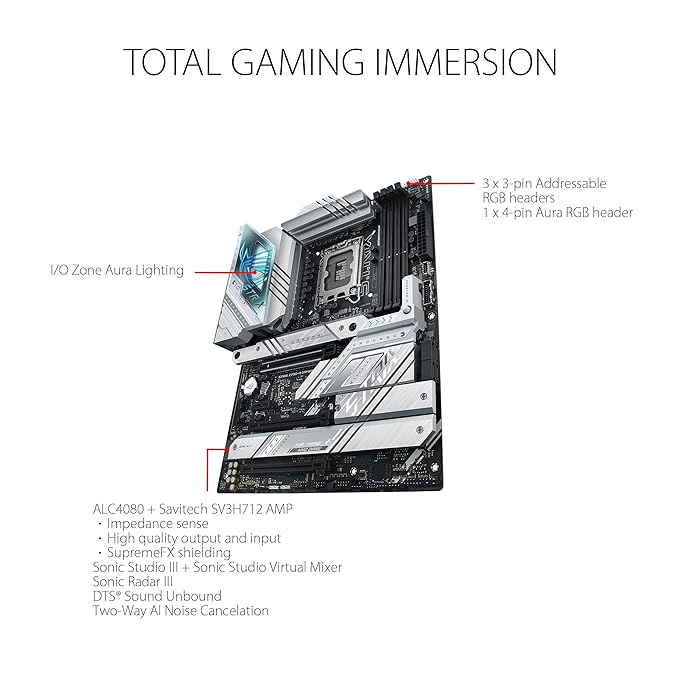 TOTAL GAMING IMMERSION
3 x 3-pin Addressable
RGB headers
1 x 4-pin Aura RGB header
I/O Zone Aura Lighting
ALC4080 + Savitech SV3H712 AMP
・Impedance sense
・High quality output and input
・SupremeFX shielding
Sonic Studio III + Sonic Studio Virtual Mixer
Sonic Radar III
DTS® Sound Unbound
Two-Way AI Noise Cancelation